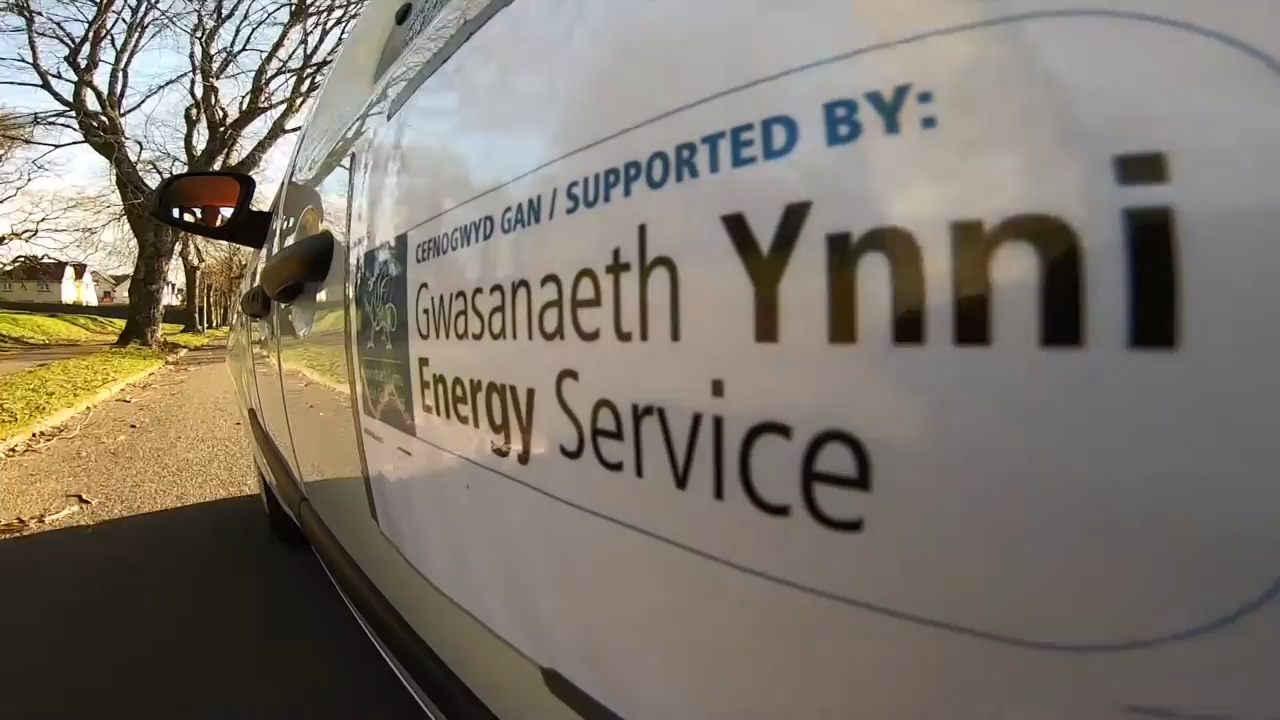 CEFNOGWYD GAN / SUPPORTED BY:
Gwasanaeth Ynni
Energy Service